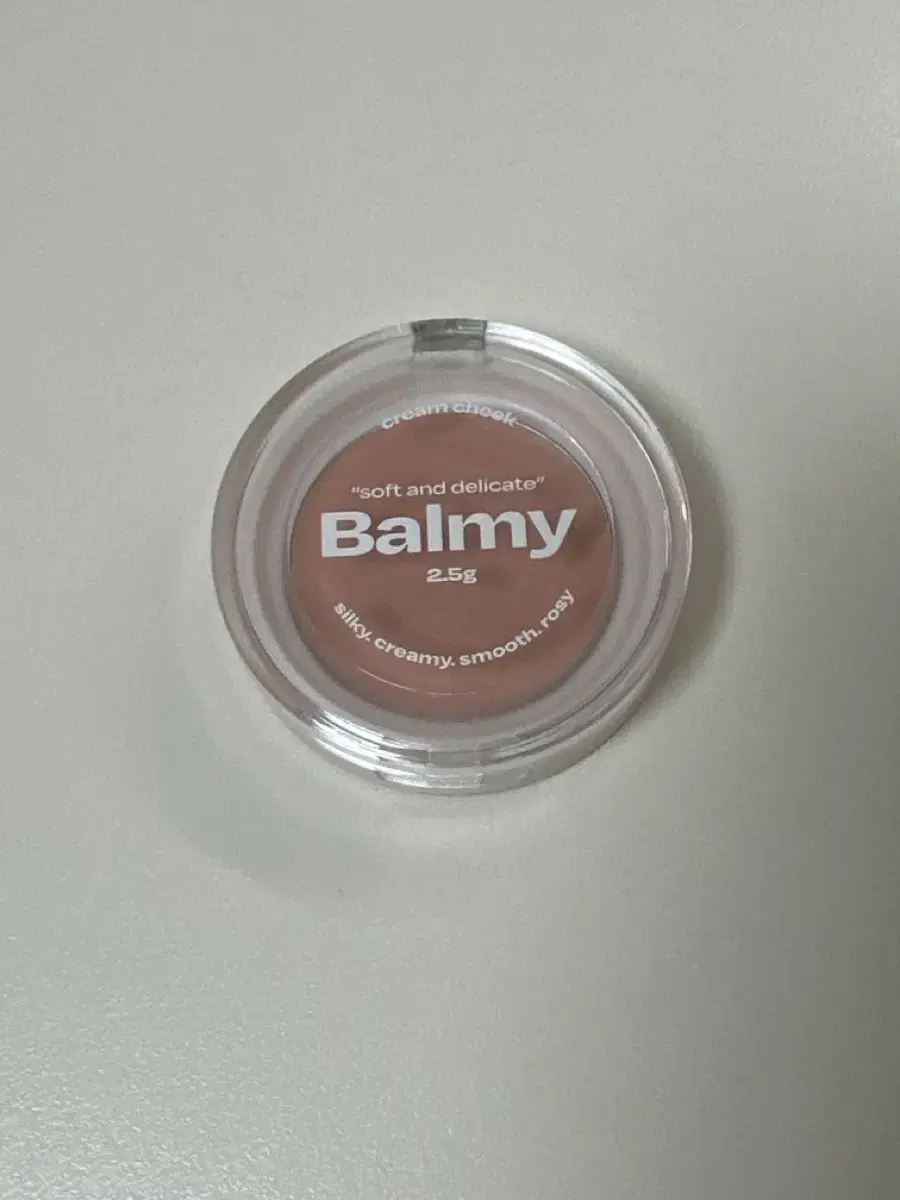 cream cheek
“soft and delicate”
Balmy
2.5g
silky. creamy. smooth. rosy